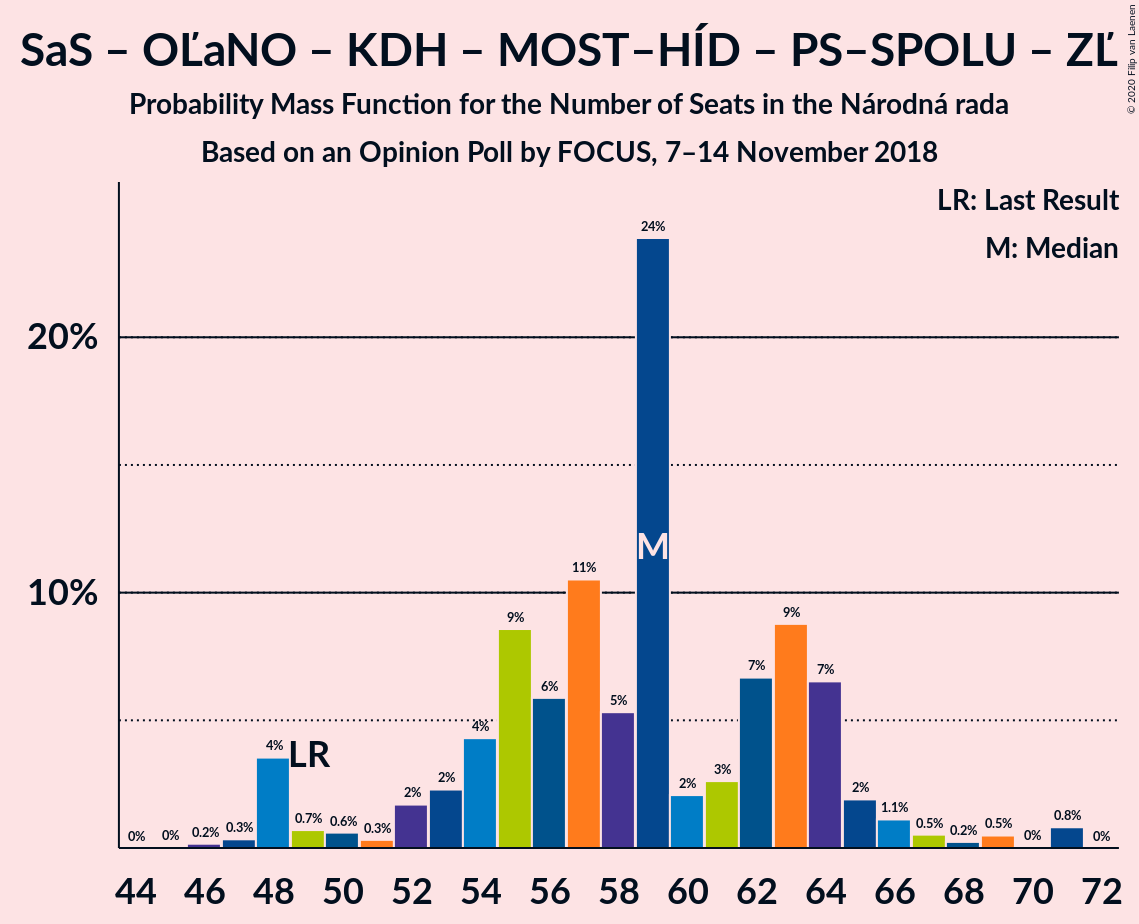 SaS – OĽaNO – KDH – MOST–HÍD – PS–SPOLU – ZĽ
Probability Mass Function for the Number of Seats in the Národná rada
Based on an Opinion Poll by FOCUS, 7–14 November 2018
© 2020 Filip van Laenen
LR: Last Result
M: Median
20%
10%
0% 0% 0.2% 0.3% 4% 0.7% 0.6% 0.3% 2% 2% 4% 9% 6% 11% 5% 24% 2% 3% 7% 9% 7% 2% 1.1% 0.5% 0.2% 0.5% 0% 0.8% 0%
LR
M
44 46 48 50 52 54 56 58 60 62 64 66 68 70 72